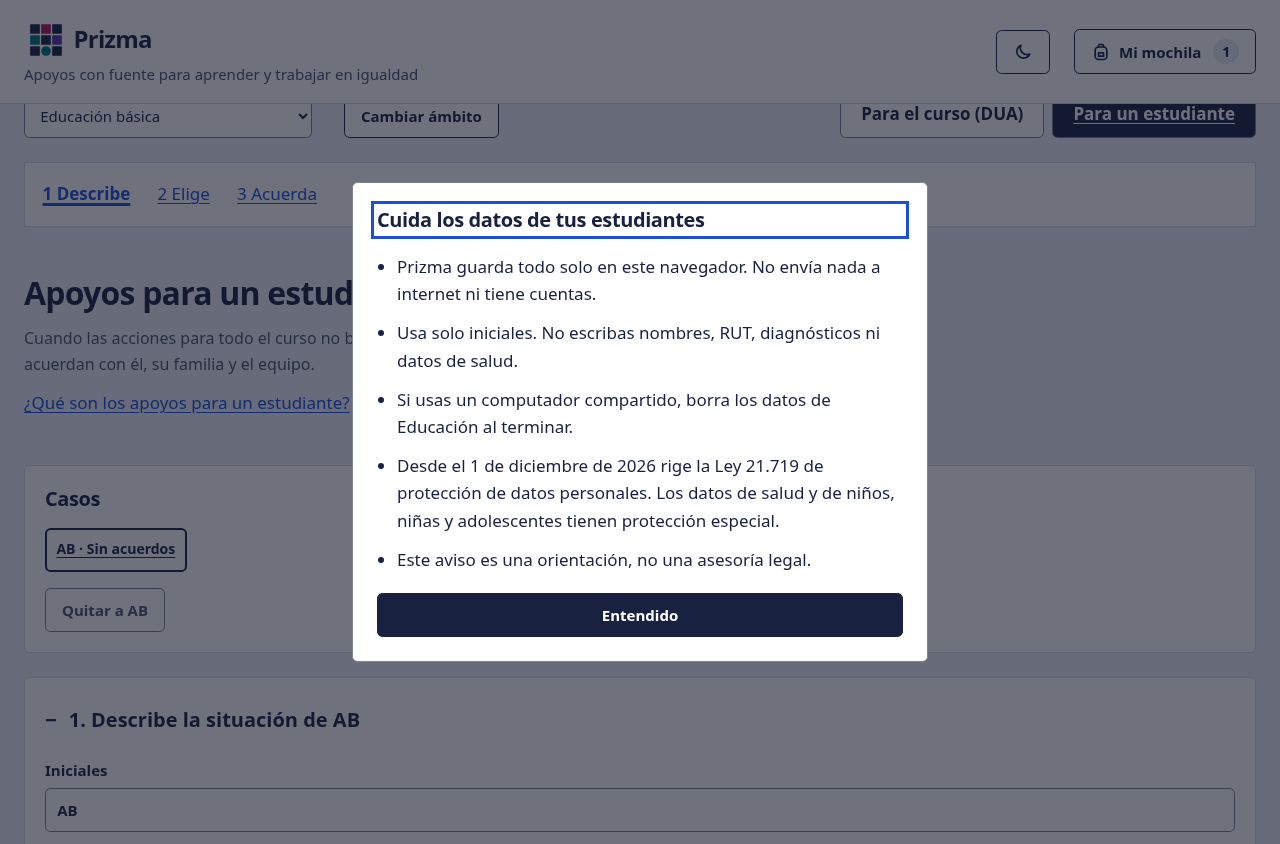 Prizma
Apoyos con fuente para aprender y trabajar en igualdad
Mi mochila 1
Educación básica
Cambiar ámbito
Para el curso (DUA)
Para un estudiante
1 Describe
2 Elige
3 Acuerda
Apoyos para un estud
Cuando las acciones para todo el curso no b
acuerdan con él, su familia y el equipo.
¿Qué son los apoyos para un estudiante?
Casos
AB · Sin acuerdos
Quitar a AB
− 1. Describe la situación de AB
Iniciales
AB
Cuida los datos de tus estudiantes
• Prizma guarda todo solo en este navegador. No envía nada a
internet ni tiene cuentas.
• Usa solo iniciales. No escribas nombres, RUT, diagnósticos ni
datos de salud.
• Si usas un computador compartido, borra los datos de
Educación al terminar.
• Desde el 1 de diciembre de 2026 rige la Ley 21.719 de
protección de datos personales. Los datos de salud y de niños,
niñas y adolescentes tienen protección especial.
• Este aviso es una orientación, no una asesoría legal.
Entendido